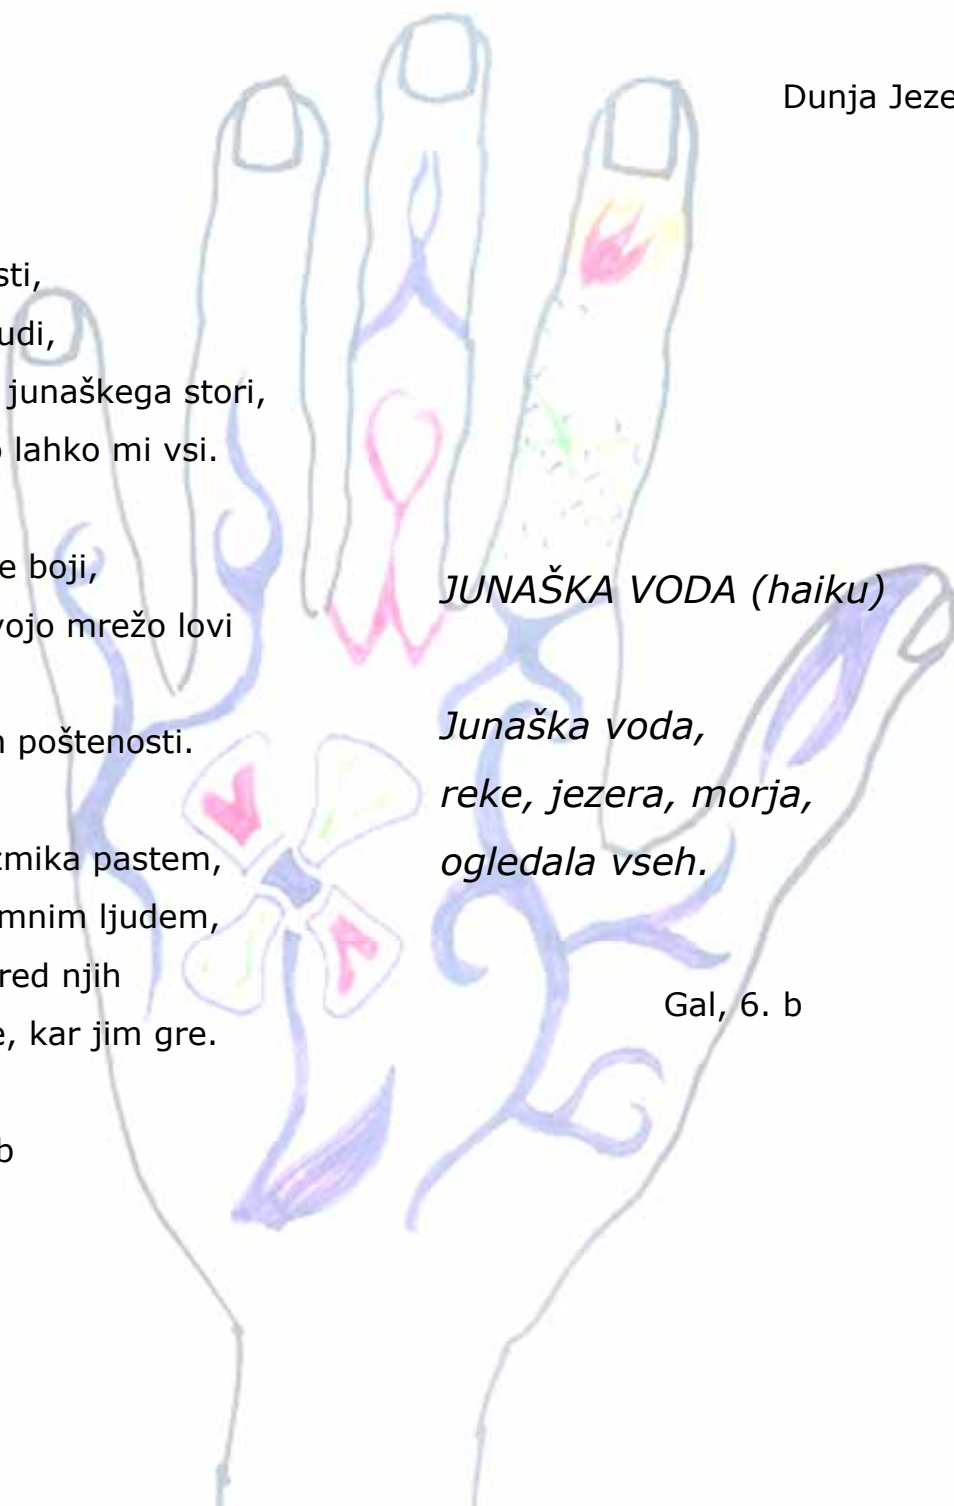 Dunja Jeze
sti,
udi,
junaškega stori,
o lahko mi vsi.
e boji,
vojo mrežo lovi
n poštenosti.
zmika pastem,
mnim ljudem,
red njih
e, kar jim gre.
b
JUNAŠKA VODA (haiku)
Junaška voda,
reke, jezera, morja,
ogledala vseh.
Gal, 6. b